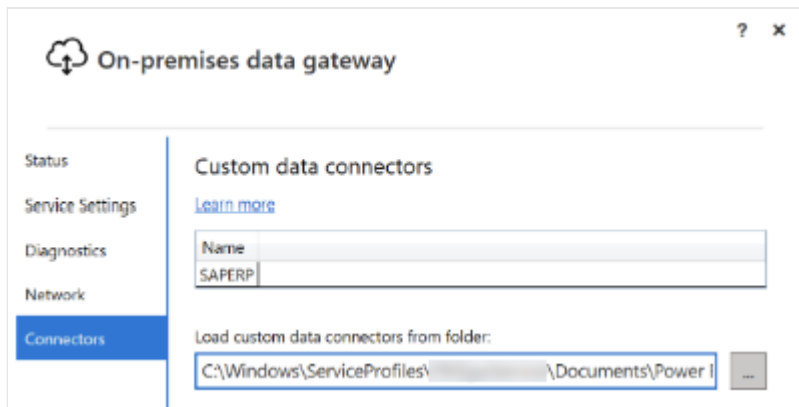 ? ×
On-premises data gateway
Status
Service Settings
Diagnostics
Network
Connectors
Custom data connectors
Learn more
Name
SAPERP
Load custom data connectors from folder:
C:\Windows\ServiceProfiles\ \Documents\Power
...